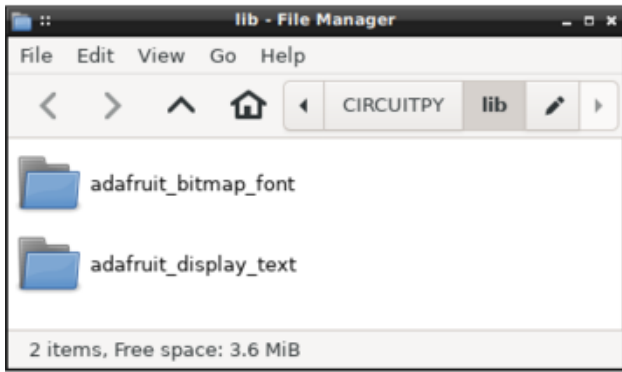 lib - File Manager
File Edit View Go Help
CIRCUITPY lib
adafruit_bitmap_font
adafruit_display_text
2 items, Free space: 3.6 MiB